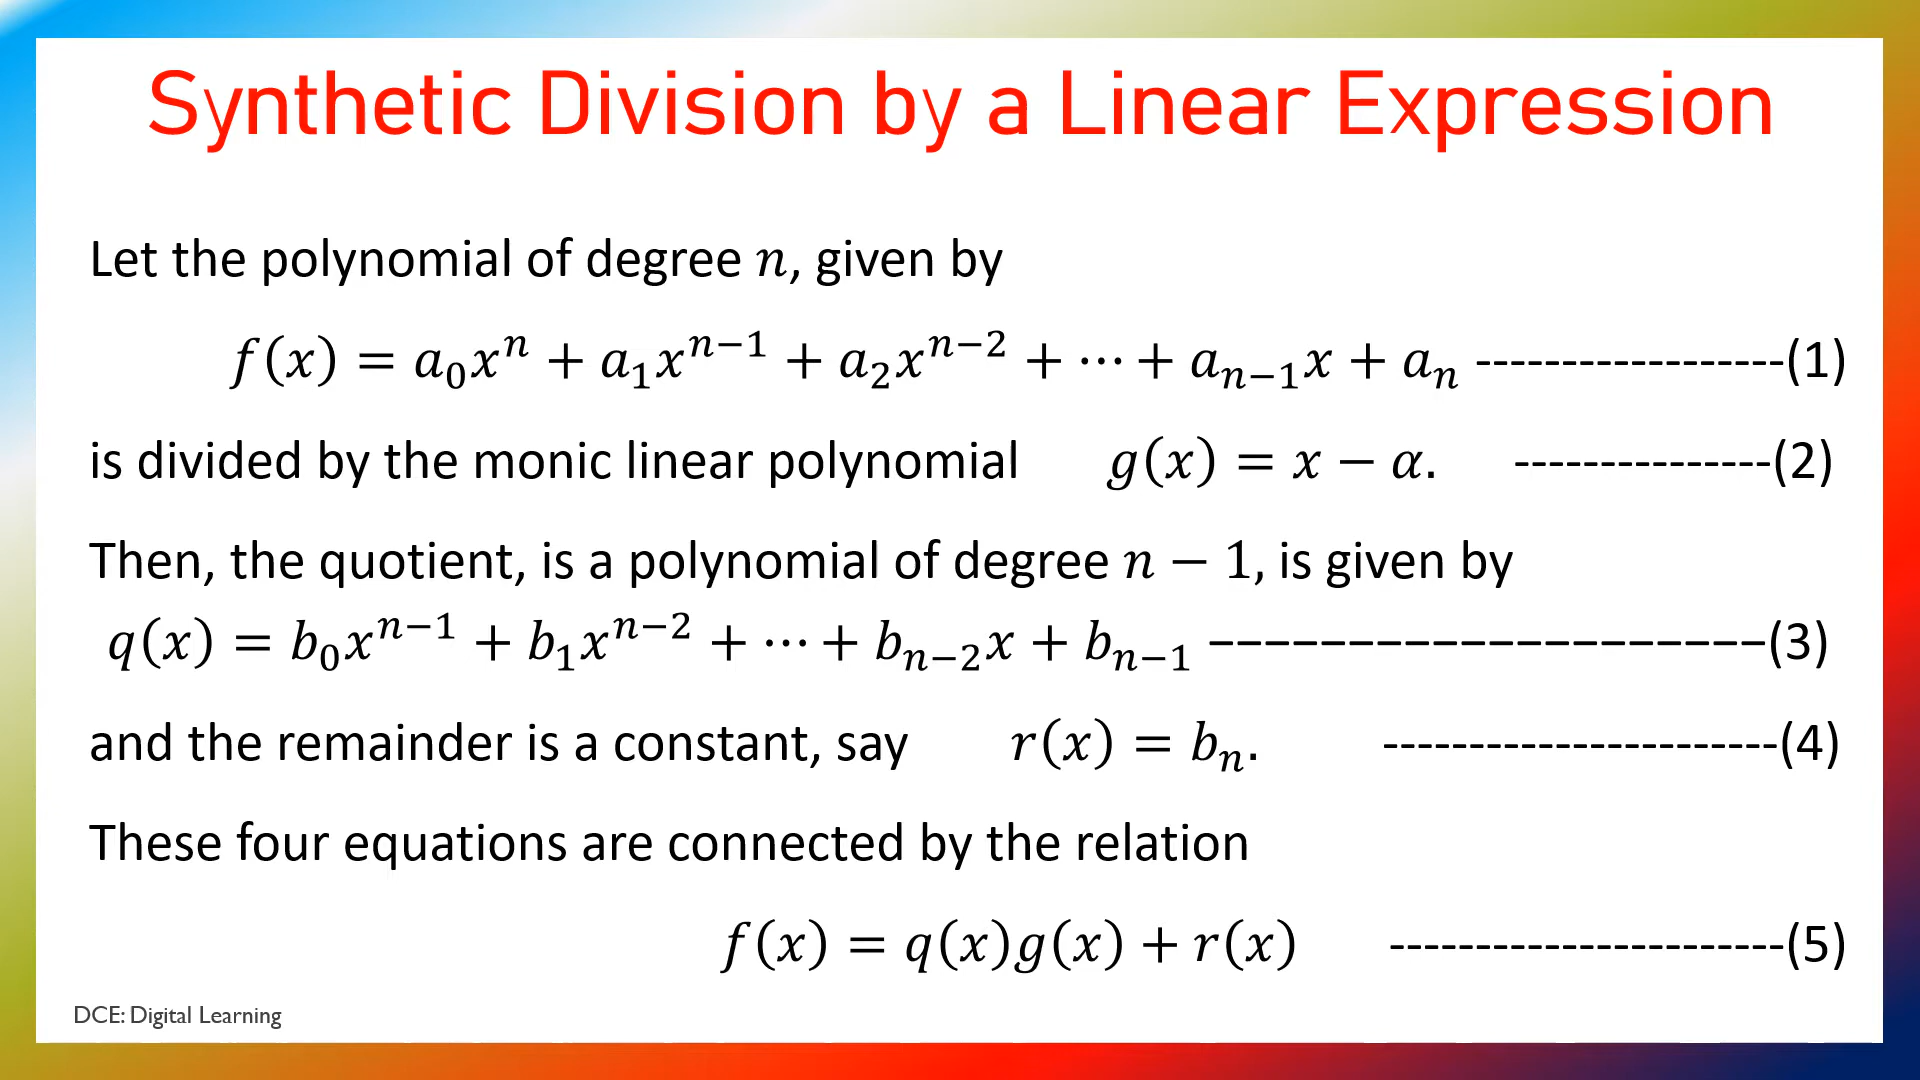 Synthetic Division by a Linear Expression
Let the polynomial of degree 𝑛, given by
𝑓(𝑥) = 𝑎₀𝑥ⁿ + 𝑎₁𝑥ⁿ⁻¹ + 𝑎₂𝑥ⁿ⁻² + ⋯ + 𝑎ₙ₋₁𝑥 + 𝑎ₙ ------------------(1)
is divided by the monic linear polynomial 𝑔(𝑥) = 𝑥 − 𝛼. ---------------(2)
Then, the quotient, is a polynomial of degree 𝑛 − 1, is given by
𝑞(𝑥) = 𝑏₀𝑥ⁿ⁻¹ + 𝑏₁𝑥ⁿ⁻² + ⋯ + 𝑏ₙ₋₂𝑥 + 𝑏ₙ₋₁ −−−−−−−−−−−−−−−−−−−−(3)
and the remainder is a constant, say 𝑟(𝑥) = 𝑏ₙ. -----------------------(4)
These four equations are connected by the relation
𝑓(𝑥) = 𝑞(𝑥)𝑔(𝑥) + 𝑟(𝑥) -----------------------(5)
DCE: Digital Learning